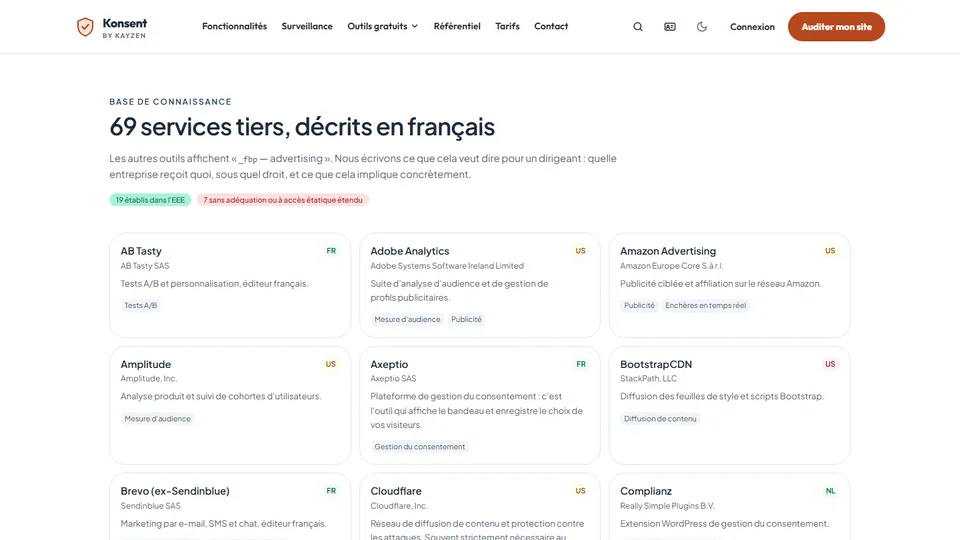 Konsent
BY KAYZEN
Fonctionnalités
Surveillance
Outils gratuits
Référentiel
Tarifs
Contact
Connexion
Auditer mon site
BASE DE CONNAISSANCE
69 services tiers, décrits en français
Les autres outils affichent « _fbp — advertising ». Nous écrivons ce que cela veut dire pour un dirigeant : quelle
entreprise reçoit quoi, sous quel droit, et ce que cela implique concrètement.
19 établis dans l'EEE
7 sans adéquation ou à accès étatique étendu
AB Tasty
FR
AB Tasty SAS
Tests A/B et personnalisation, éditeur français.
Tests A/B
Adobe Analytics
US
Adobe Systems Software Ireland Limited
Suite d'analyse d'audience et de gestion de
profils publicitaires.
Mesure d'audience
Publicité
Amazon Advertising
US
Amazon Europe Core S.à r.l.
Publicité ciblée et affiliation sur le réseau Amazon.
Publicité
Enchères en temps réel
Amplitude
US
Amplitude, Inc.
Analyse produit et suivi de cohortes d'utilisateurs.
Mesure d'audience
Axeptio
FR
Axeptio SAS
Plateforme de gestion du consentement : c'est
l'outil qui affiche le bandeau et enregistre le choix de
vos visiteurs.
Gestion du consentement
BootstrapCDN
US
StackPath, LLC
Diffusion des feuilles de style et scripts Bootstrap.
Diffusion de contenu
Brevo (ex-Sendinblue)
FR
Sendinblue SAS
Marketing par e-mail, SMS et chat, éditeur français.
Cloudflare
US
Cloudflare, Inc.
Réseau de diffusion de contenu et protection contre
les attaques. Souvent strictement nécessaire au
Complianz
NL
Really Simple Plugins B.V.
Extension WordPress de gestion du consentement.